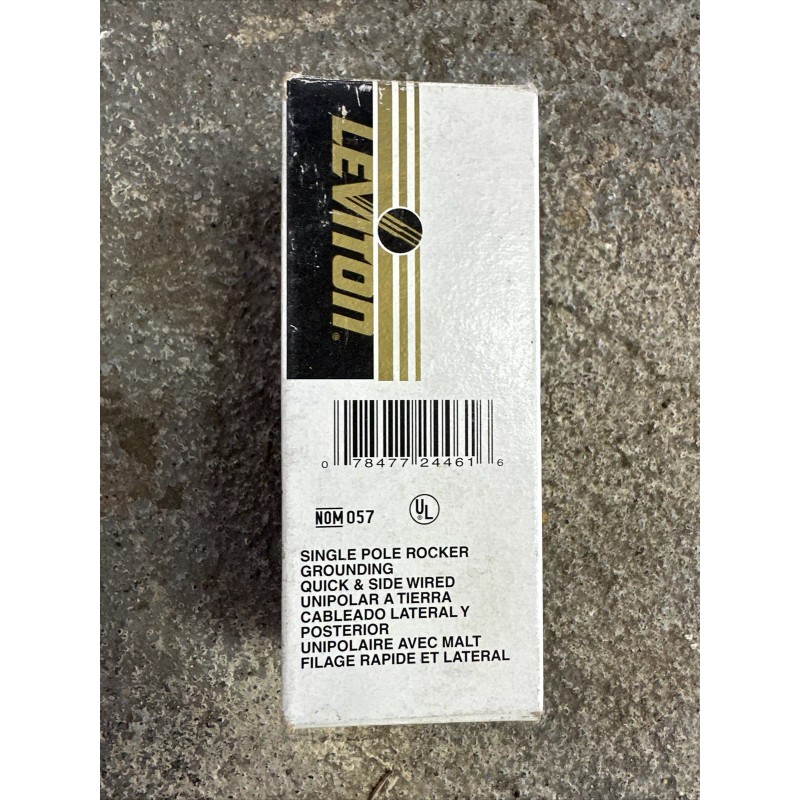 LEVITON®
0 78477 24461 6
NOM 057
UL®
SINGLE POLE ROCKER
GROUNDING
QUICK & SIDE WIRED
UNIPOLAR A TIERRA
CABLEADO LATERAL Y
POSTERIOR
UNIPOLAIRE AVEC MALT
FILAGE RAPIDE ET LATERAL